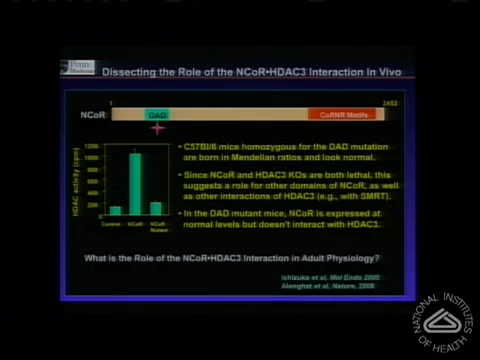 Penn
Medicine
Dissecting the Role of the NCoR•HDAC3 Interaction In Vivo
1
2453
NCoR:
DAD
CoRNR Motifs
HDAC activity (cpm)
1200
1000
800
600
400
200
0
Control
NCoR
NCoR
Mutant
• C57Bl/6 mice homozygous for the DAD mutation
are born in Mendelian ratios and look normal.
• Since NCoR and HDAC3 KOs are both lethal, this
suggests a role for other domains of NCoR, as well
as other interactions of HDAC3 (e.g., with SMRT).
• In the DAD mutant mice, NCoR is expressed at
normal levels but doesn't interact with HDAC3.
What is the Role of the NCoR•HDAC3 Interaction in Adult Physiology?
Ishizuka et al, Mol Endo 2005
Alenghat et al, Nature, 2008
NATIONAL INSTITUTES
OF HEALTH